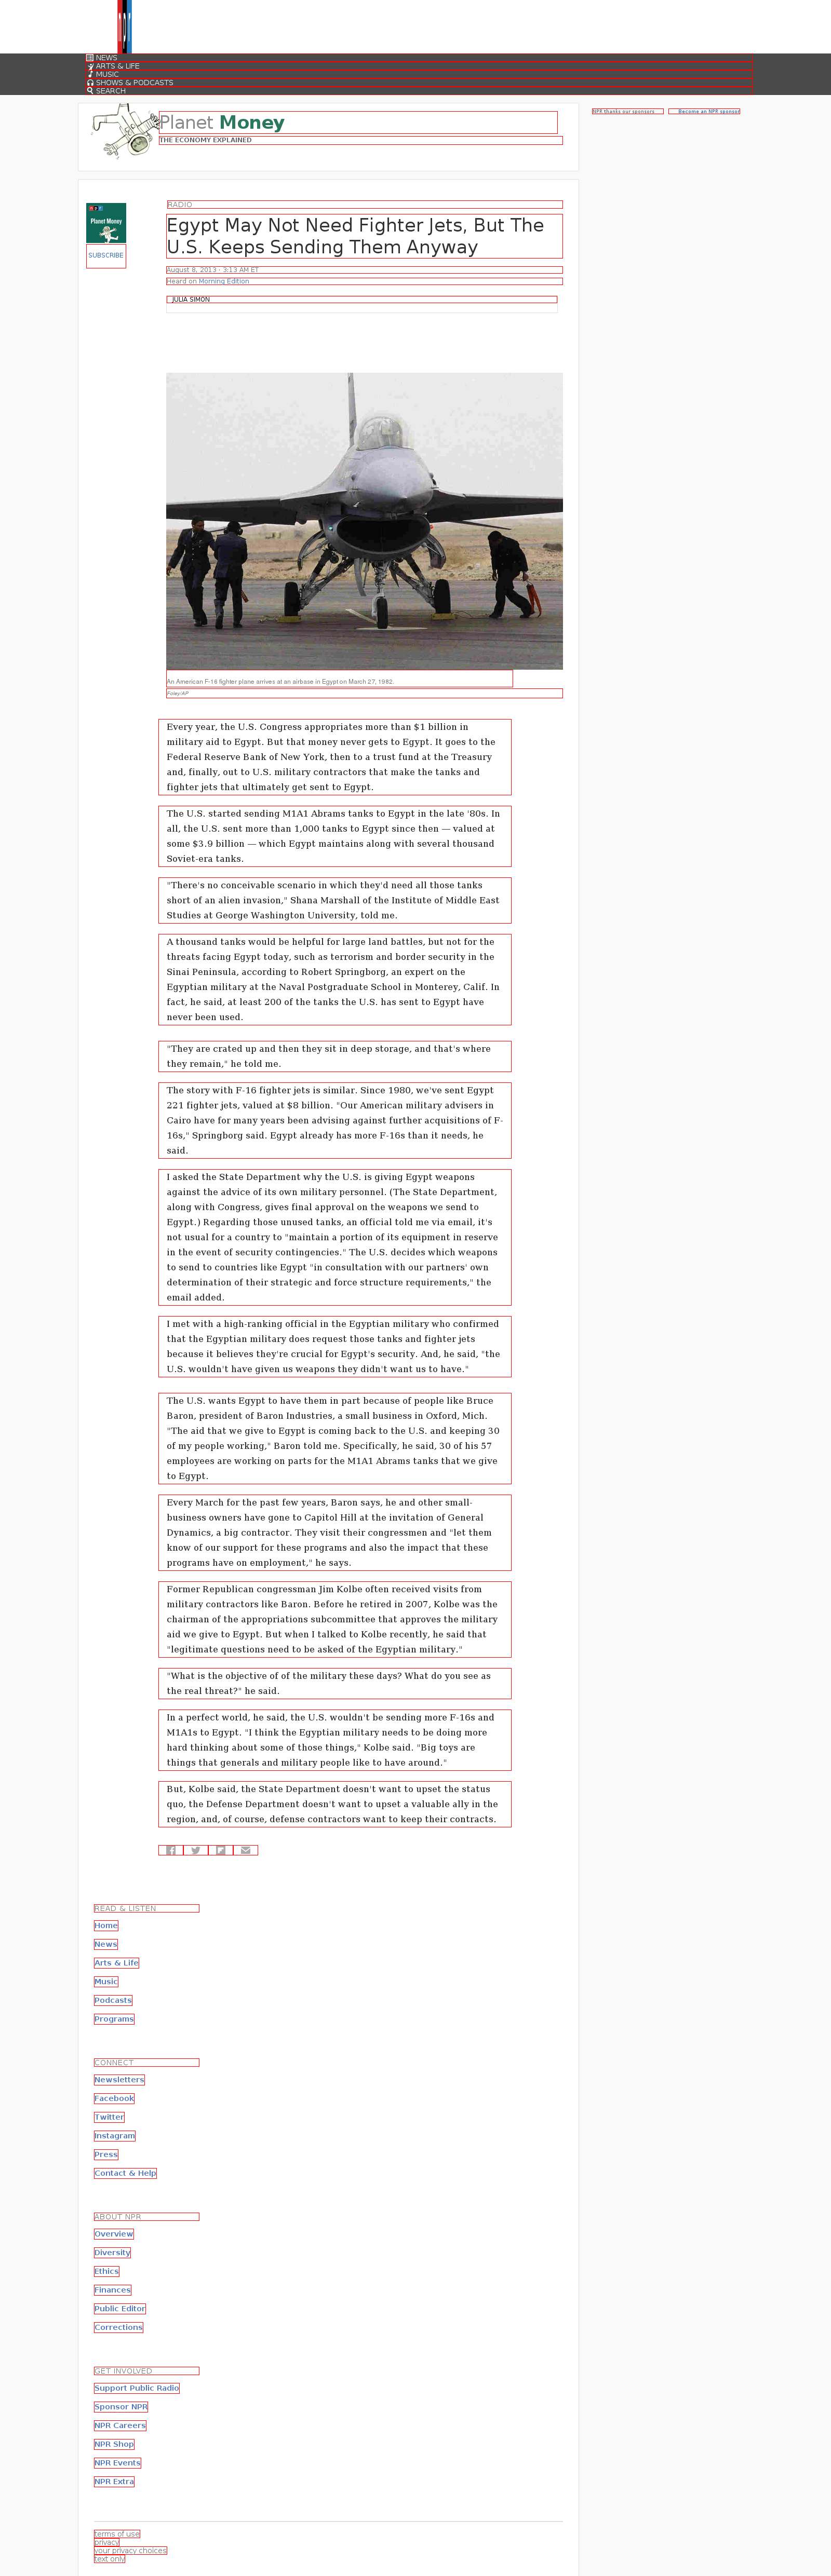 NEWS
ARTS & LIFE
MUSIC
SHOWS & PODCASTS
SEARCH
NPR thanks our sponsors
Become an NPR sponsor
Planet Money
THE ECONOMY EXPLAINED
npr
Planet Money
SUBSCRIBE
RADIO
Egypt May Not Need Fighter Jets, But The
U.S. Keeps Sending Them Anyway
August 8, 2013 · 3:13 AM ET
Heard on Morning Edition
JULIA SIMON
An American F-16 fighter plane arrives at an airbase in Egypt on March 27, 1982.
Foley/AP
Every year, the U.S. Congress appropriates more than $1 billion in
military aid to Egypt. But that money never gets to Egypt. It goes to the
Federal Reserve Bank of New York, then to a trust fund at the Treasury
and, finally, out to U.S. military contractors that make the tanks and
fighter jets that ultimately get sent to Egypt.
The U.S. started sending M1A1 Abrams tanks to Egypt in the late '80s. In
all, the U.S. sent more than 1,000 tanks to Egypt since then — valued at
some $3.9 billion — which Egypt maintains along with several thousand
Soviet-era tanks.
"There's no conceivable scenario in which they'd need all those tanks
short of an alien invasion," Shana Marshall of the Institute of Middle East
Studies at George Washington University, told me.
A thousand tanks would be helpful for large land battles, but not for the
threats facing Egypt today, such as terrorism and border security in the
Sinai Peninsula, according to Robert Springborg, an expert on the
Egyptian military at the Naval Postgraduate School in Monterey, Calif. In
fact, he said, at least 200 of the tanks the U.S. has sent to Egypt have
never been used.
"They are crated up and then they sit in deep storage, and that's where
they remain," he told me.
The story with F-16 fighter jets is similar. Since 1980, we've sent Egypt
221 fighter jets, valued at $8 billion. "Our American military advisers in
Cairo have for many years been advising against further acquisitions of F-
16s," Springborg said. Egypt already has more F-16s than it needs, he
said.
I asked the State Department why the U.S. is giving Egypt weapons
against the advice of its own military personnel. (The State Department,
along with Congress, gives final approval on the weapons we send to
Egypt.) Regarding those unused tanks, an official told me via email, it's
not usual for a country to "maintain a portion of its equipment in reserve
in the event of security contingencies." The U.S. decides which weapons
to send to countries like Egypt "in consultation with our partners' own
determination of their strategic and force structure requirements," the
email added.
I met with a high-ranking official in the Egyptian military who confirmed
that the Egyptian military does request those tanks and fighter jets
because it believes they're crucial for Egypt's security. And, he said, "the
U.S. wouldn't have given us weapons they didn't want us to have."
The U.S. wants Egypt to have them in part because of people like Bruce
Baron, president of Baron Industries, a small business in Oxford, Mich.
"The aid that we give to Egypt is coming back to the U.S. and keeping 30
of my people working," Baron told me. Specifically, he said, 30 of his 57
employees are working on parts for the M1A1 Abrams tanks that we give
to Egypt.
Every March for the past few years, Baron says, he and other small-
business owners have gone to Capitol Hill at the invitation of General
Dynamics, a big contractor. They visit their congressmen and "let them
know of our support for these programs and also the impact that these
programs have on employment," he says.
Former Republican congressman Jim Kolbe often received visits from
military contractors like Baron. Before he retired in 2007, Kolbe was the
chairman of the appropriations subcommittee that approves the military
aid we give to Egypt. But when I talked to Kolbe recently, he said that
"legitimate questions need to be asked of the Egyptian military."
"What is the objective of of the military these days? What do you see as
the real threat?" he said.
In a perfect world, he said, the U.S. wouldn't be sending more F-16s and
M1A1s to Egypt. "I think the Egyptian military needs to be doing more
hard thinking about some of those things," Kolbe said. "Big toys are
things that generals and military people like to have around."
But, Kolbe said, the State Department doesn't want to upset the status
quo, the Defense Department doesn't want to upset a valuable ally in the
region, and, of course, defense contractors want to keep their contracts.
READ & LISTEN
Home
News
Arts & Life
Music
Podcasts
Programs
CONNECT
Newsletters
Facebook
Twitter
Instagram
Press
Contact & Help
ABOUT NPR
Overview
Diversity
Ethics
Finances
Public Editor
Corrections
GET INVOLVED
Support Public Radio
Sponsor NPR
NPR Careers
NPR Shop
NPR Events
NPR Extra
terms of use
privacy
your privacy choices
text only